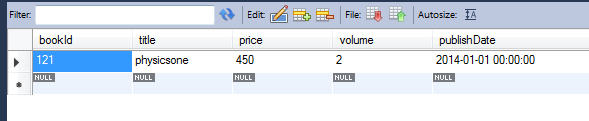 Filter: Edit: File: Autosize:
bookId title price volume publishDate
121 physicsone 450 2 2014-01-01 00:00:00
NULL NULL NULL NULL NULL